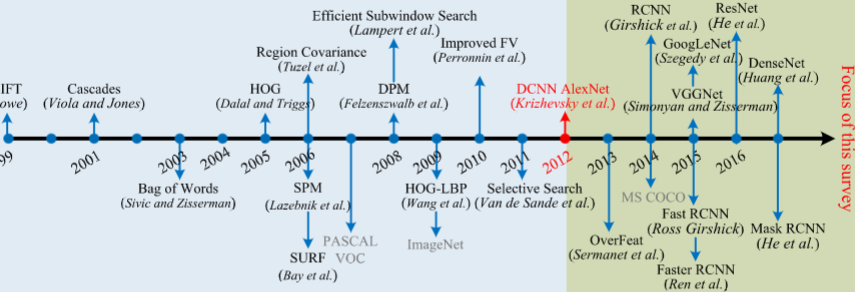 RCNN
(Girshick et al.)
ResNet
(He et al.)
Efficient Subwindow Search
(Lampert et al.)
Region Covariance
(Tuzel et al.)
Improved FV
(Perronnin et al.)
GoogLeNet
(Szegedy et al.)
DenseNet
(Huang et al.)
IFT
owe)
Cascades
(Viola and Jones)
HOG
(Dalal and Triggs)
DPM
(Felzenszwalb et al.)
DCNN AlexNet
(Krizhevsky et al.)
VGGNet
(Simonyan and Zisserman)
Focus of this survey
99
2001
2003
2004
2005
2006
2008
2009
2010
2011
2012
2013
2014
2015
2016
Bag of Words
(Sivic and Zisserman)
SPM
(Lazebnik et al.)
SURF
(Bay et al.)
PASCAL
VOC
HOG-LBP
(Wang et al.)
ImageNet
Selective Search
(Van de Sande et al.)
OverFeat
(Sermanet et al.)
MS COCO
Fast RCNN
(Ross Girshick)
Faster RCNN
(Ren et al.)
Mask RCNN
(He et al.)